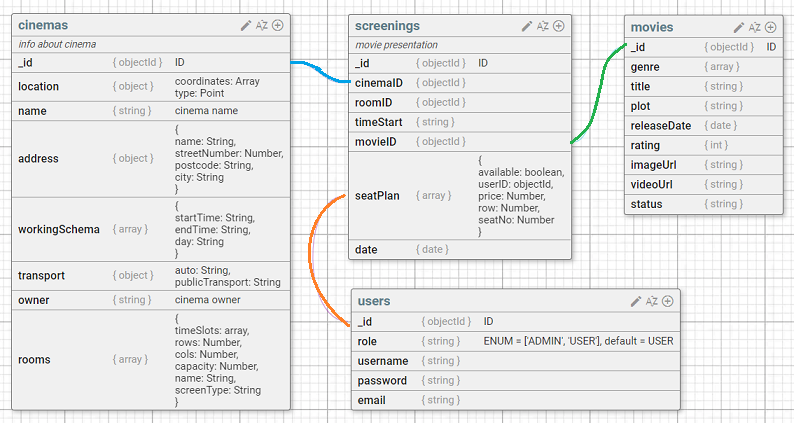 cinemas
info about cinema
_id { objectId } ID
location { object } coordinates: Array
type: Point
name { string } cinema name
address { object } {
name: String,
streetNumber: Number,
postcode: String,
city: String
}
workingSchema { array } {
startTime: String,
endTime: String,
day: String
}
transport { object } auto: String,
publicTransport: String
owner { string } cinema owner
rooms { array } {
timeSlots: array,
rows: Number,
cols: Number,
capacity: Number,
name: String,
screenType: String
}
screenings
movie presentation
_id { objectId } ID
cinemaID { objectId }
roomID { objectId }
timeStart { string }
movieID { objectId }
seatPlan { array } {
available: boolean,
userID: objectId,
price: Number,
row: Number,
seatNo: Number
}
date { date }
movies
_id { objectId } ID
genre { array }
title { string }
plot { string }
releaseDate { date }
rating { int }
imageUrl { string }
videoUrl { string }
status { string }
users
_id { objectId } ID
role { string } ENUM = ['ADMIN', 'USER'], default = USER
username { string }
password { string }
email { string }